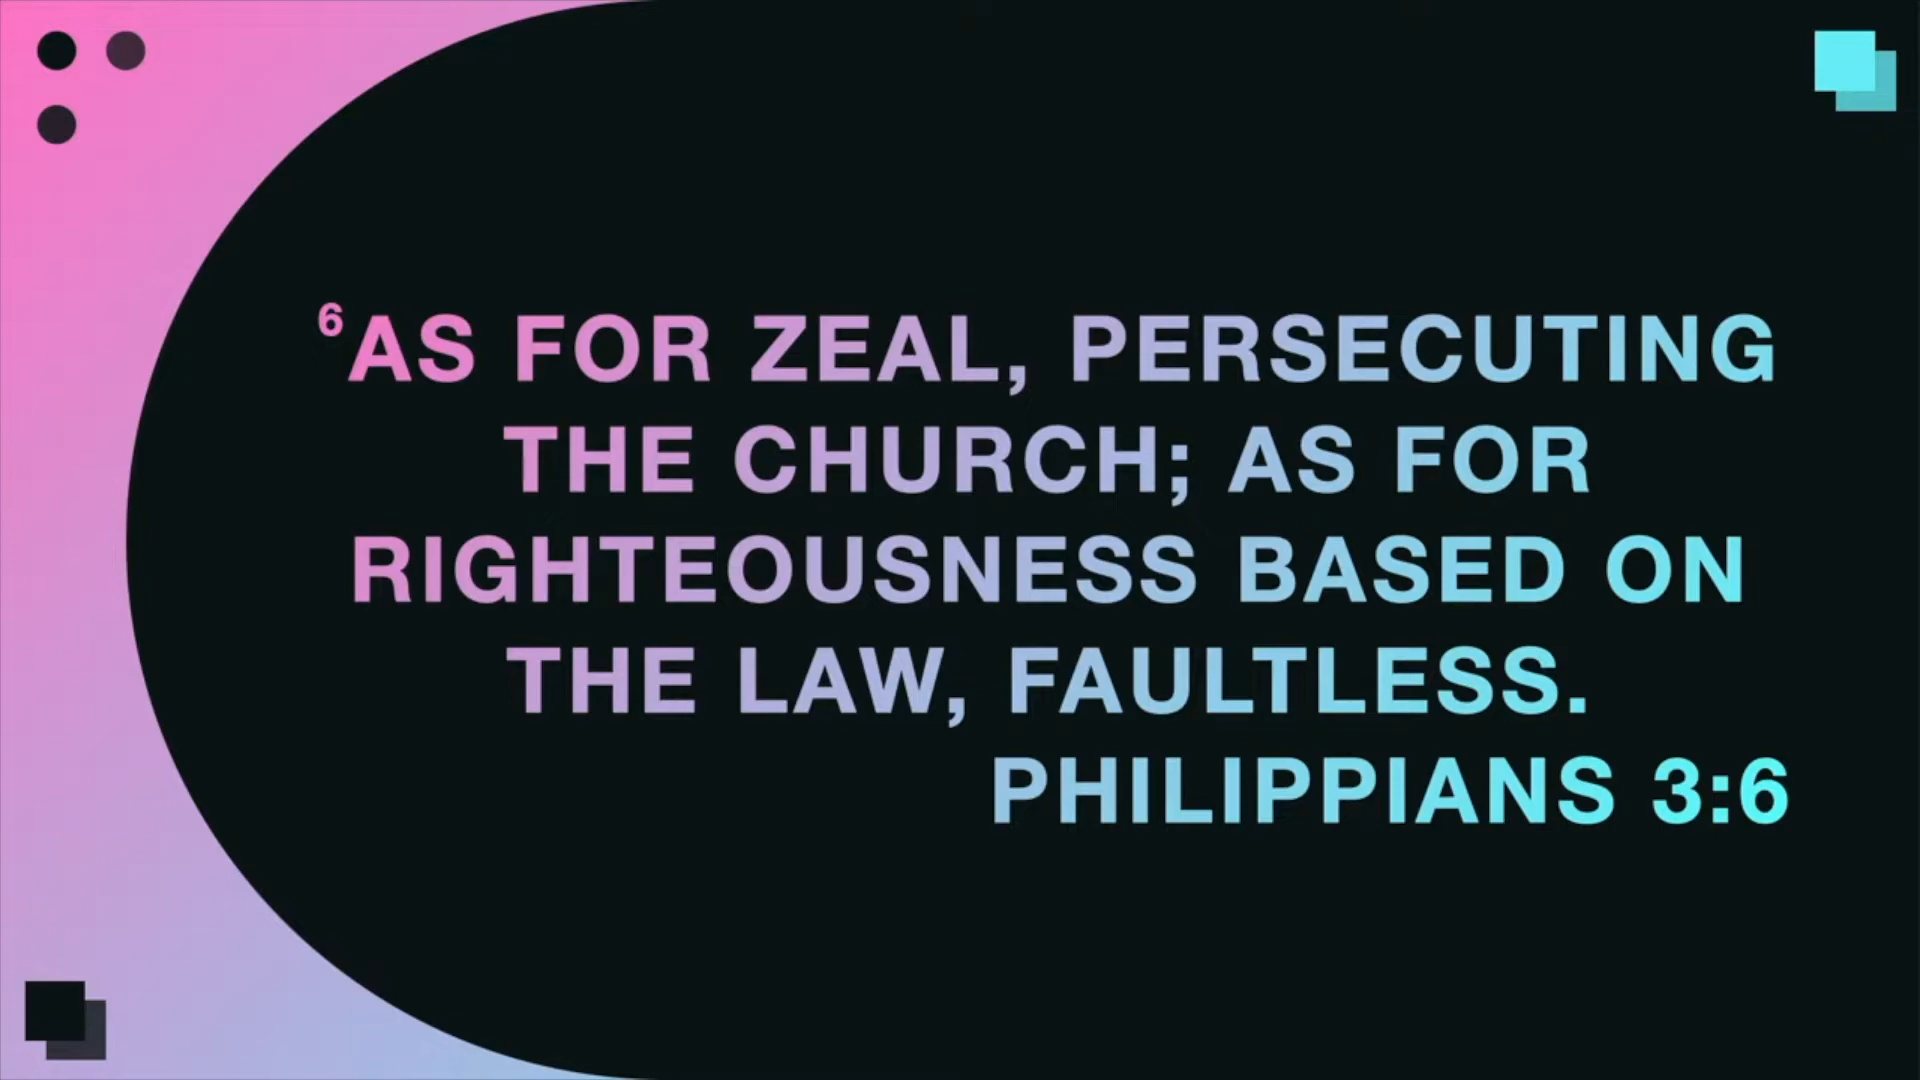 ⁶AS FOR ZEAL, PERSECUTING
THE CHURCH; AS FOR
RIGHTEOUSNESS BASED ON
THE LAW, FAULTLESS.
PHILIPPIANS 3:6